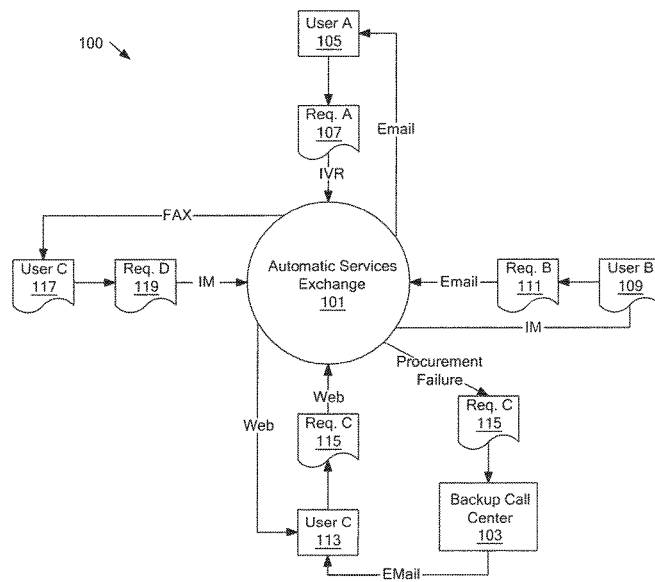 100
User A
105
Req. A
107
IVR
Email
FAX
User C
117
Req. D
119
IM
Automatic Services
Exchange
101
Email
Req. B
111
User B
109
IM
Procurement
Failure
Web
Web
Req. C
115
Req. C
115
User C
113
Backup Call
Center
103
EMail